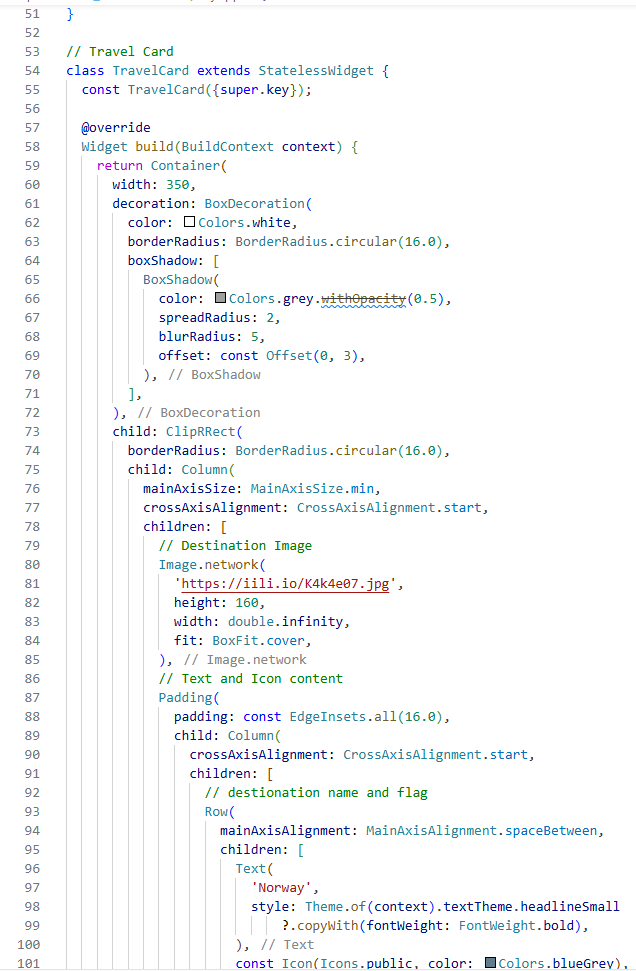 51 }
52
53 // Travel Card
54 class TravelCard extends StatelessWidget {
55   const TravelCard({super.key});
56
57   @override
58   Widget build(BuildContext context) {
59     return Container(
60       width: 350,
61       decoration: BoxDecoration(
62         color: Colors.white,
63         borderRadius: BorderRadius.circular(16.0),
64         boxShadow: [
65           BoxShadow(
66             color: Colors.grey.withOpacity(0.5),
67             spreadRadius: 2,
68             blurRadius: 5,
69             offset: const Offset(0, 3),
70           ), // BoxShadow
71         ],
72       ), // BoxDecoration
73       child: ClipRRect(
74         borderRadius: BorderRadius.circular(16.0),
75         child: Column(
76           mainAxisSize: MainAxisSize.min,
77           crossAxisAlignment: CrossAxisAlignment.start,
78           children: [
79             // Destination Image
80             Image.network(
81               'https://iili.io/K4k4e07.jpg',
82               height: 160,
83               width: double.infinity,
84               fit: BoxFit.cover,
85             ), // Image.network
86             // Text and Icon content
87             Padding(
88               padding: const EdgeInsets.all(16.0),
89               child: Column(
90                 crossAxisAlignment: CrossAxisAlignment.start,
91                 children: [
92                   // destionation name and flag
93                   Row(
94                     mainAxisAlignment: MainAxisAlignment.spaceBetween,
95                     children: [
96                       Text(
97                         'Norway',
98                         style: Theme.of(context).textTheme.headlineSmall
99                             ?.copyWith(fontWeight: FontWeight.bold),
100                       ), // Text
101                       const Icon(Icons.public, color: Colors.blueGrey),